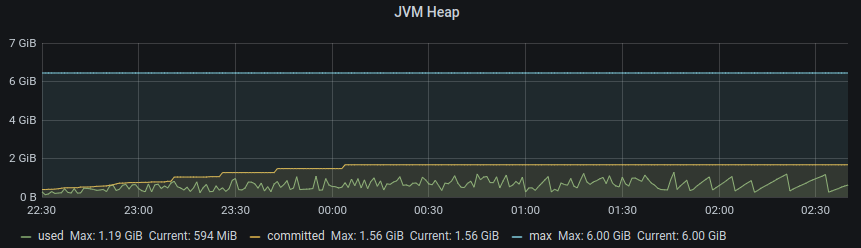 JVM Heap
7 GiB
6 GiB
4 GiB
2 GiB
0 B
22:30 23:00 23:30 00:00 00:30 01:00 01:30 02:00 02:30
used Max: 1.19 GiB Current: 594 MiB committed Max: 1.56 GiB Current: 1.56 GiB max Max: 6.00 GiB Current: 6.00 GiB